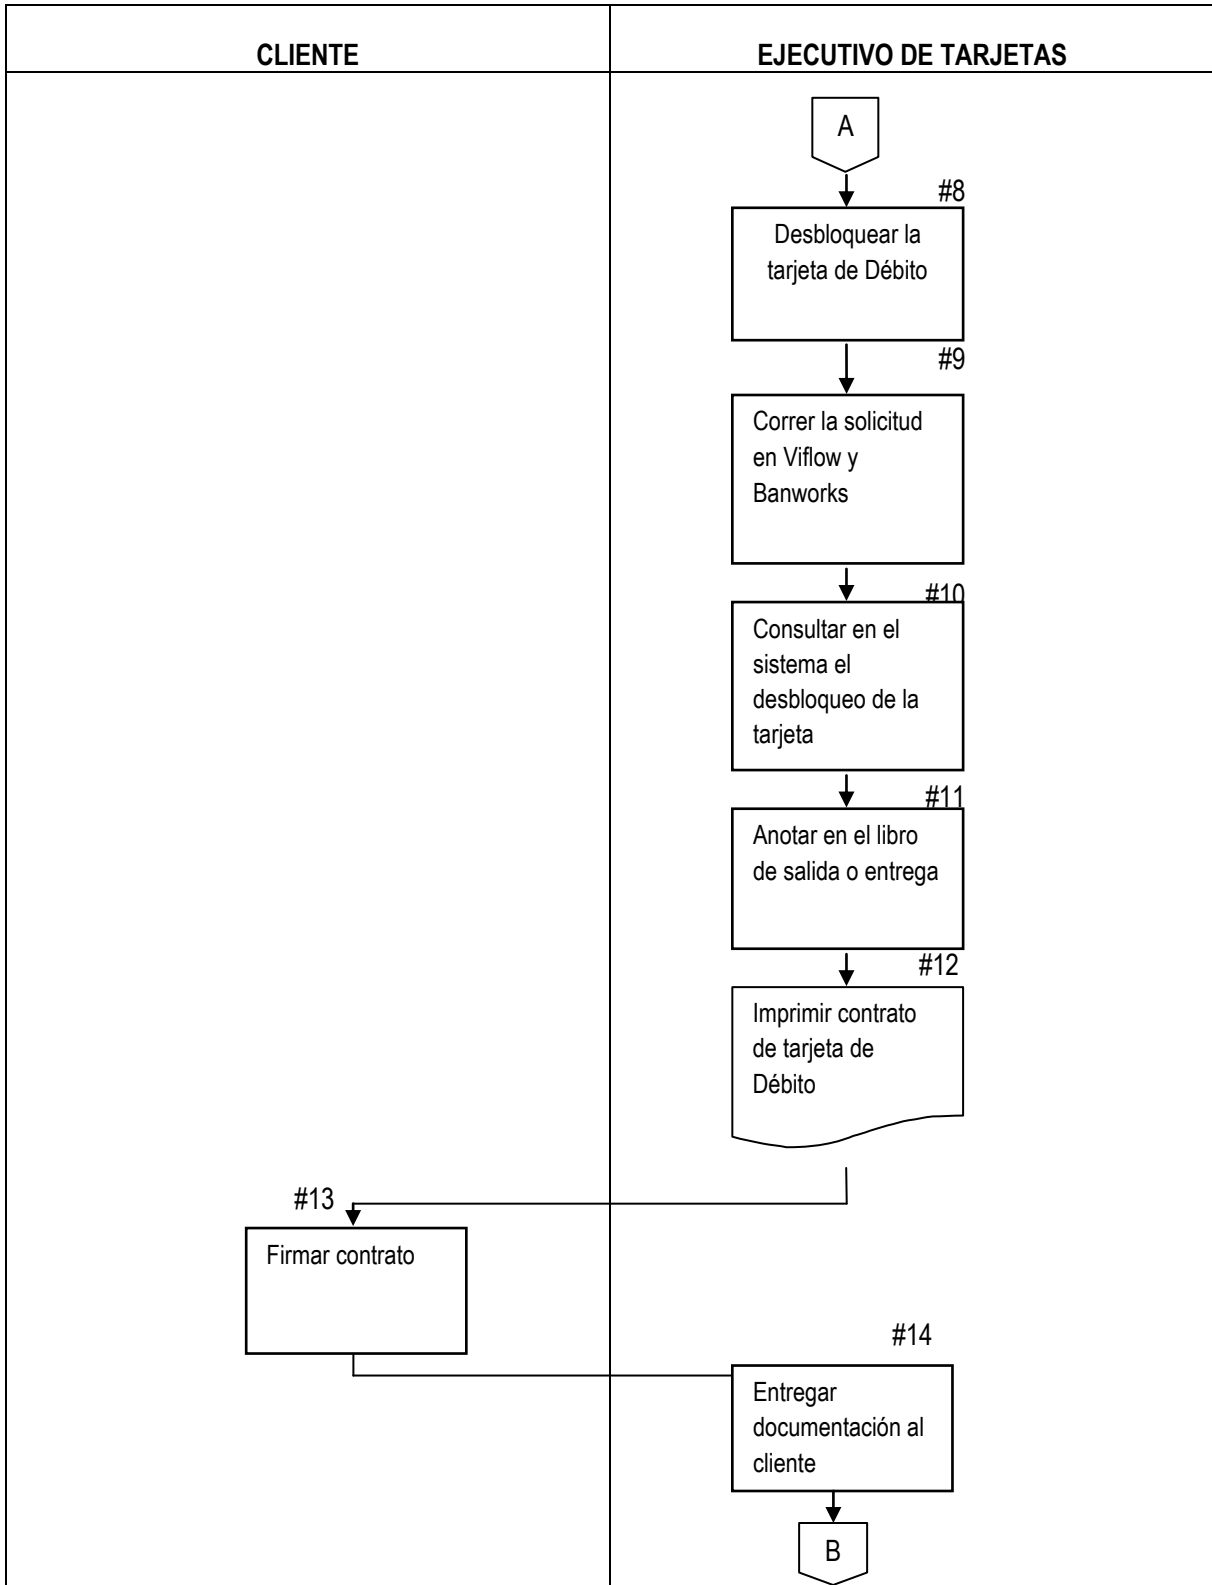 CLIENTE
EJECUTIVO DE TARJETAS
A
#8
Desbloquear la
tarjeta de Débito
#9
Correr la solicitud
en Viflow y
Banworks
#10
Consultar en el
sistema el
desbloqueo de la
tarjeta
#11
Anotar en el libro
de salida o entrega
#12
Imprimir contrato
de tarjeta de
Débito
#13
Firmar contrato
#14
Entregar
documentación al
cliente
B